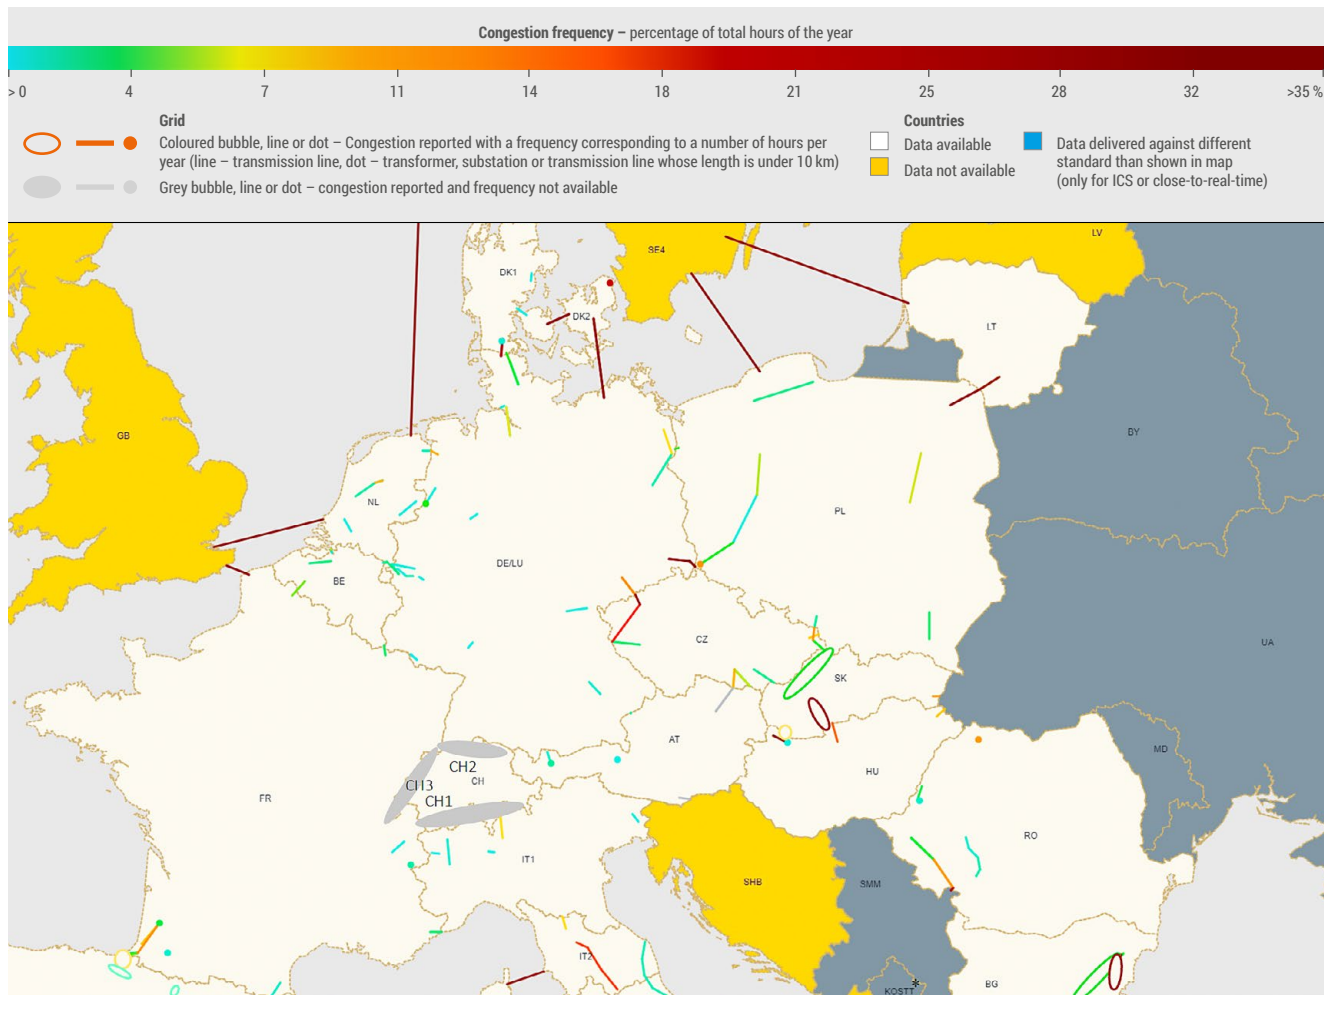 Congestion frequency – percentage of total hours of the year
> 0 4 7 11 14 18 21 25 28 32 >35 %
Grid
Coloured bubble, line or dot – Congestion reported with a frequency corresponding to a number of hours per
year (line – transmission line, dot – transformer, substation or transmission line whose length is under 10 km)
Grey bubble, line or dot – congestion reported and frequency not available
Countries
Data available
Data not available
Data delivered against different
standard than shown in map
(only for ICS or close-to-real-time)
LV
SE4
DK1
DK2
LT
GB
BY
NL
PL
DE/LU
BE
CZ
UA
SK
AT
MD
CH2
CH
CH3
CH1
HU
FR
RO
IT1
SHB
SMM
IT2
BG
KOSTT *